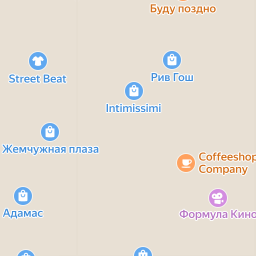 Буду поздно
Street Beat
Рив Гош
Intimissimi
Жемчужная плаза
Coffeeshop
Company
Адамас
Формула Кино